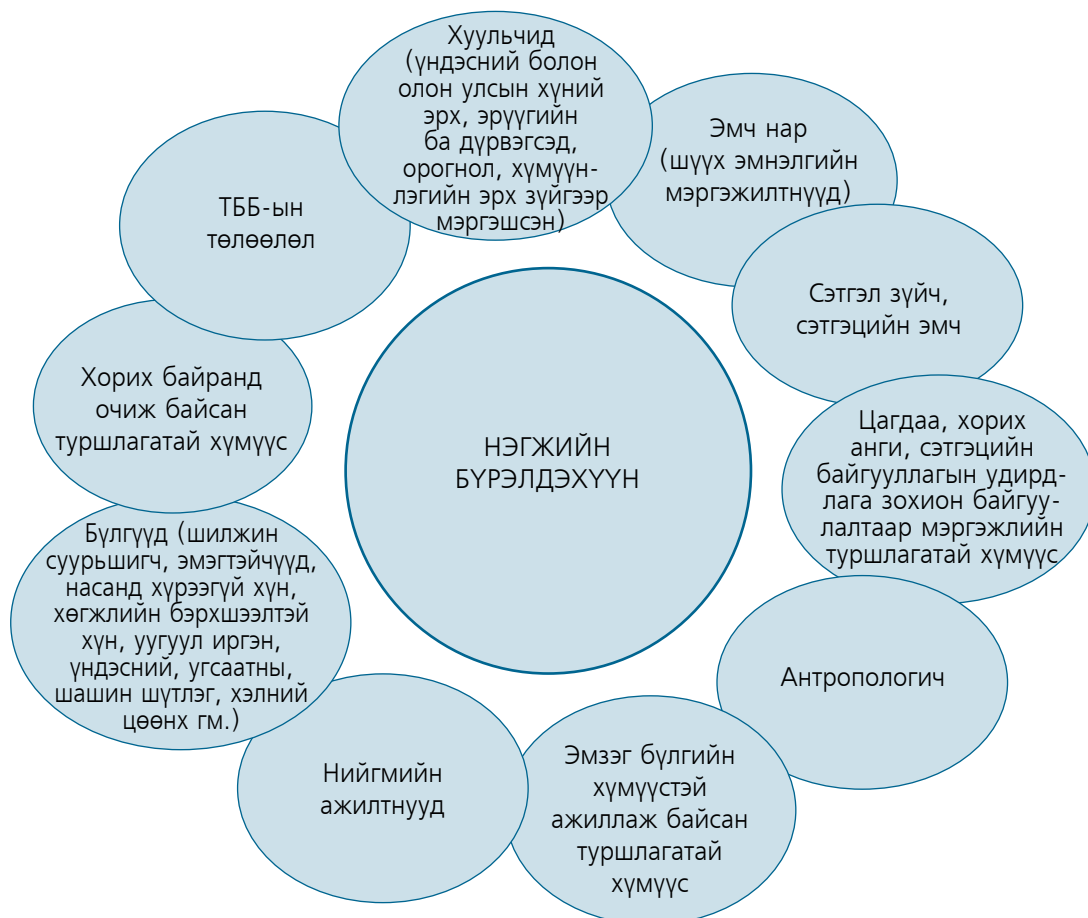 Хуульчид
(үндэсний болон
олон улсын хүний
эрх, эрүүгийн
ба дүрвэгсэд,
орогнол, хүмүүн-
лэгийн эрх зүйгээр
мэргэшсэн)
Эмч нар
(шүүх эмнэлгийн
мэргэжилтнүүд)
Сэтгэл зүйч,
сэтгэцийн эмч
Цагдаа, хорих
анги, сэтгэцийн
байгууллагын удирд-
лага зохион байгуу-
лалтаар мэргэжлийн
туршлагатай хүмүүс
Антропологич
Эмзэг бүлгийн
хүмүүстэй
ажиллаж байсан
туршлагатай
хүмүүс
Нийгмийн
ажилтнууд
Бүлгүүд (шилжин
суурьшигч, эмэгтэйчүүд,
насанд хүрээгүй хүн,
хөгжлийн бэрхшээлтэй
хүн, уугуул иргэн,
үндэсний, угсаатны,
шашин шүтлэг, хэлний
цөөнх гм.)
Хорих байранд
очиж байсан
туршлагатай хүмүүс
ТББ-ын
төлөөлөл
НЭГЖИЙН
БҮРЭЛДЭХҮҮН